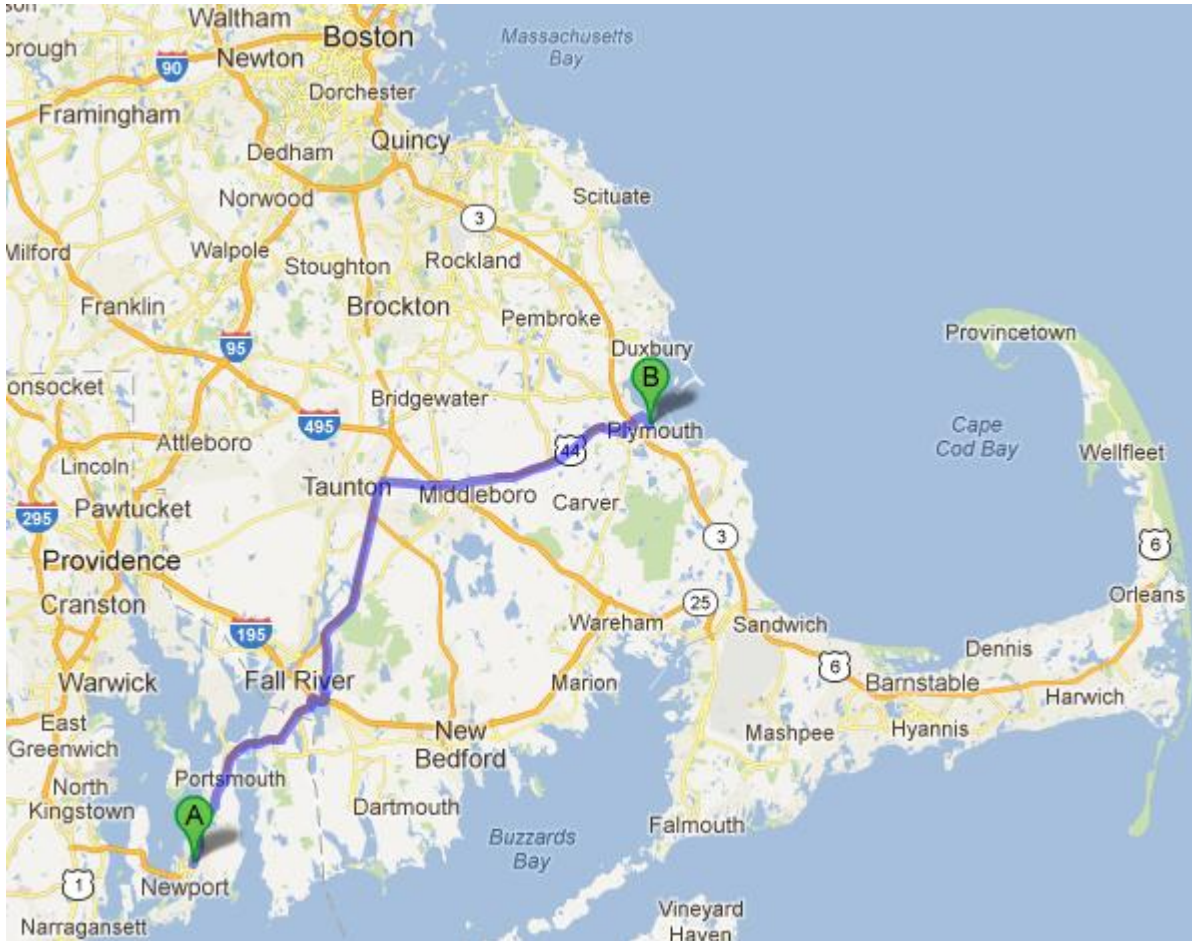 Waltham
Boston
Massachusetts
Bay
Newton
90
Dorchester
Framingham
Quincy
Dedham
Norwood
Scituate
3
Milford
Walpole
Stoughton
Rockland
Franklin
Brockton
Pembroke
Provincetown
95
Duxbury
B
onsocket
Bridgewater
495
Attleboro
Plymouth
Cape
Cod Bay
44
Wellfleet
Lincoln
Taunton
Middleboro
Carver
Pawtucket
295
3
6
Providence
Cranston
25
Orleans
195
Wareham
Sandwich
Dennis
6
Warwick
Fall River
Marion
Barnstable
Harwich
East
Greenwich
New
Bedford
Mashpee
Hyannis
Portsmouth
North
Kingstown
Dartmouth
A
Falmouth
Buzzards
Bay
1
Newport
Vineyard
Haven
Narragansett